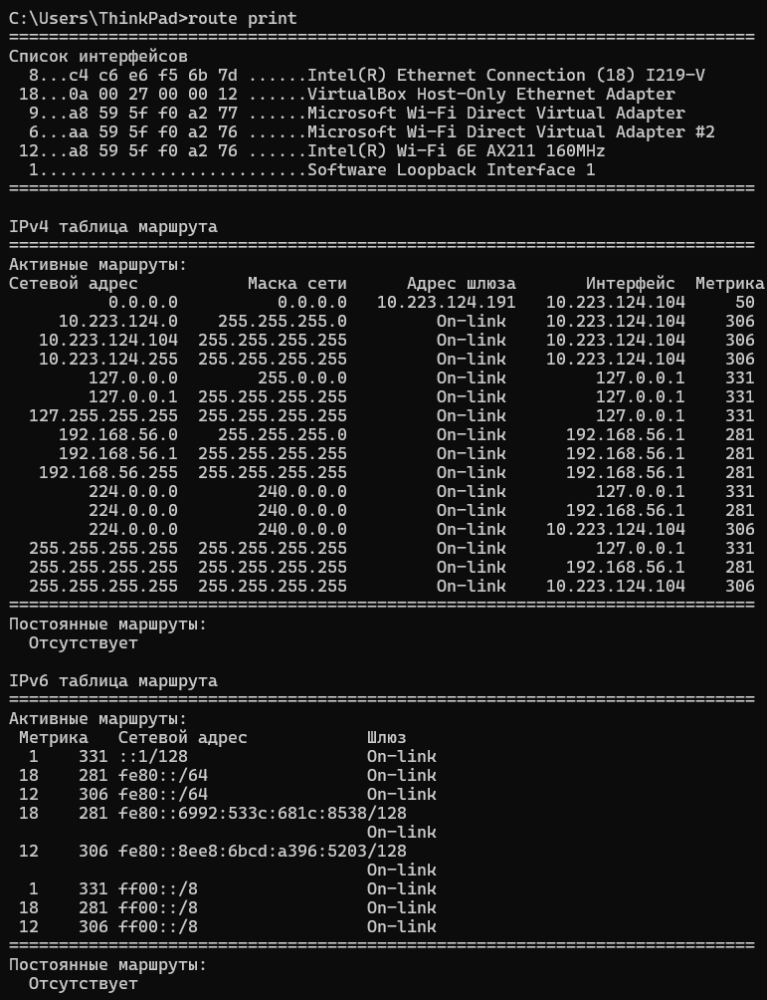 C:\Users\ThinkPad>route print
===========================================================================
Список интерфейсов
  8...c4 c6 e6 f5 6b 7d ......Intel(R) Ethernet Connection (18) I219-V
 18...0a 00 27 00 00 12 ......VirtualBox Host-Only Ethernet Adapter
  9...a8 59 5f f0 a2 77 ......Microsoft Wi-Fi Direct Virtual Adapter
  6...aa 59 5f f0 a2 76 ......Microsoft Wi-Fi Direct Virtual Adapter #2
 12...a8 59 5f f0 a2 76 ......Intel(R) Wi-Fi 6E AX211 160MHz
  1...........................Software Loopback Interface 1
===========================================================================

IPv4 таблица маршрута
===========================================================================
Активные маршруты:
Сетевой адрес           Маска сети      Адрес шлюза       Интерфейс  Метрика
          0.0.0.0          0.0.0.0   10.223.124.191   10.223.124.104     50
     10.223.124.0    255.255.255.0         On-link    10.223.124.104    306
   10.223.124.104  255.255.255.255         On-link    10.223.124.104    306
   10.223.124.255  255.255.255.255         On-link    10.223.124.104    306
        127.0.0.0        255.0.0.0         On-link         127.0.0.1    331
        127.0.0.1  255.255.255.255         On-link         127.0.0.1    331
  127.255.255.255  255.255.255.255         On-link         127.0.0.1    331
     192.168.56.0    255.255.255.0         On-link      192.168.56.1    281
     192.168.56.1  255.255.255.255         On-link      192.168.56.1    281
   192.168.56.255  255.255.255.255         On-link      192.168.56.1    281
        224.0.0.0        240.0.0.0         On-link         127.0.0.1    331
        224.0.0.0        240.0.0.0         On-link      192.168.56.1    281
        224.0.0.0        240.0.0.0         On-link    10.223.124.104    306
  255.255.255.255  255.255.255.255         On-link         127.0.0.1    331
  255.255.255.255  255.255.255.255         On-link      192.168.56.1    281
  255.255.255.255  255.255.255.255         On-link    10.223.124.104    306
===========================================================================
Постоянные маршруты:
  Отсутствует

IPv6 таблица маршрута
===========================================================================
Активные маршруты:
 Метрика   Сетевой адрес            Шлюз
  1    331 ::1/128                  On-link
 18    281 fe80::/64                On-link
 12    306 fe80::/64                On-link
 18    281 fe80::6992:533c:681c:8538/128
                                    On-link
 12    306 fe80::8ee8:6bcd:a396:5203/128
                                    On-link
  1    331 ff00::/8                 On-link
 18    281 ff00::/8                 On-link
 12    306 ff00::/8                 On-link
===========================================================================
Постоянные маршруты:
  Отсутствует